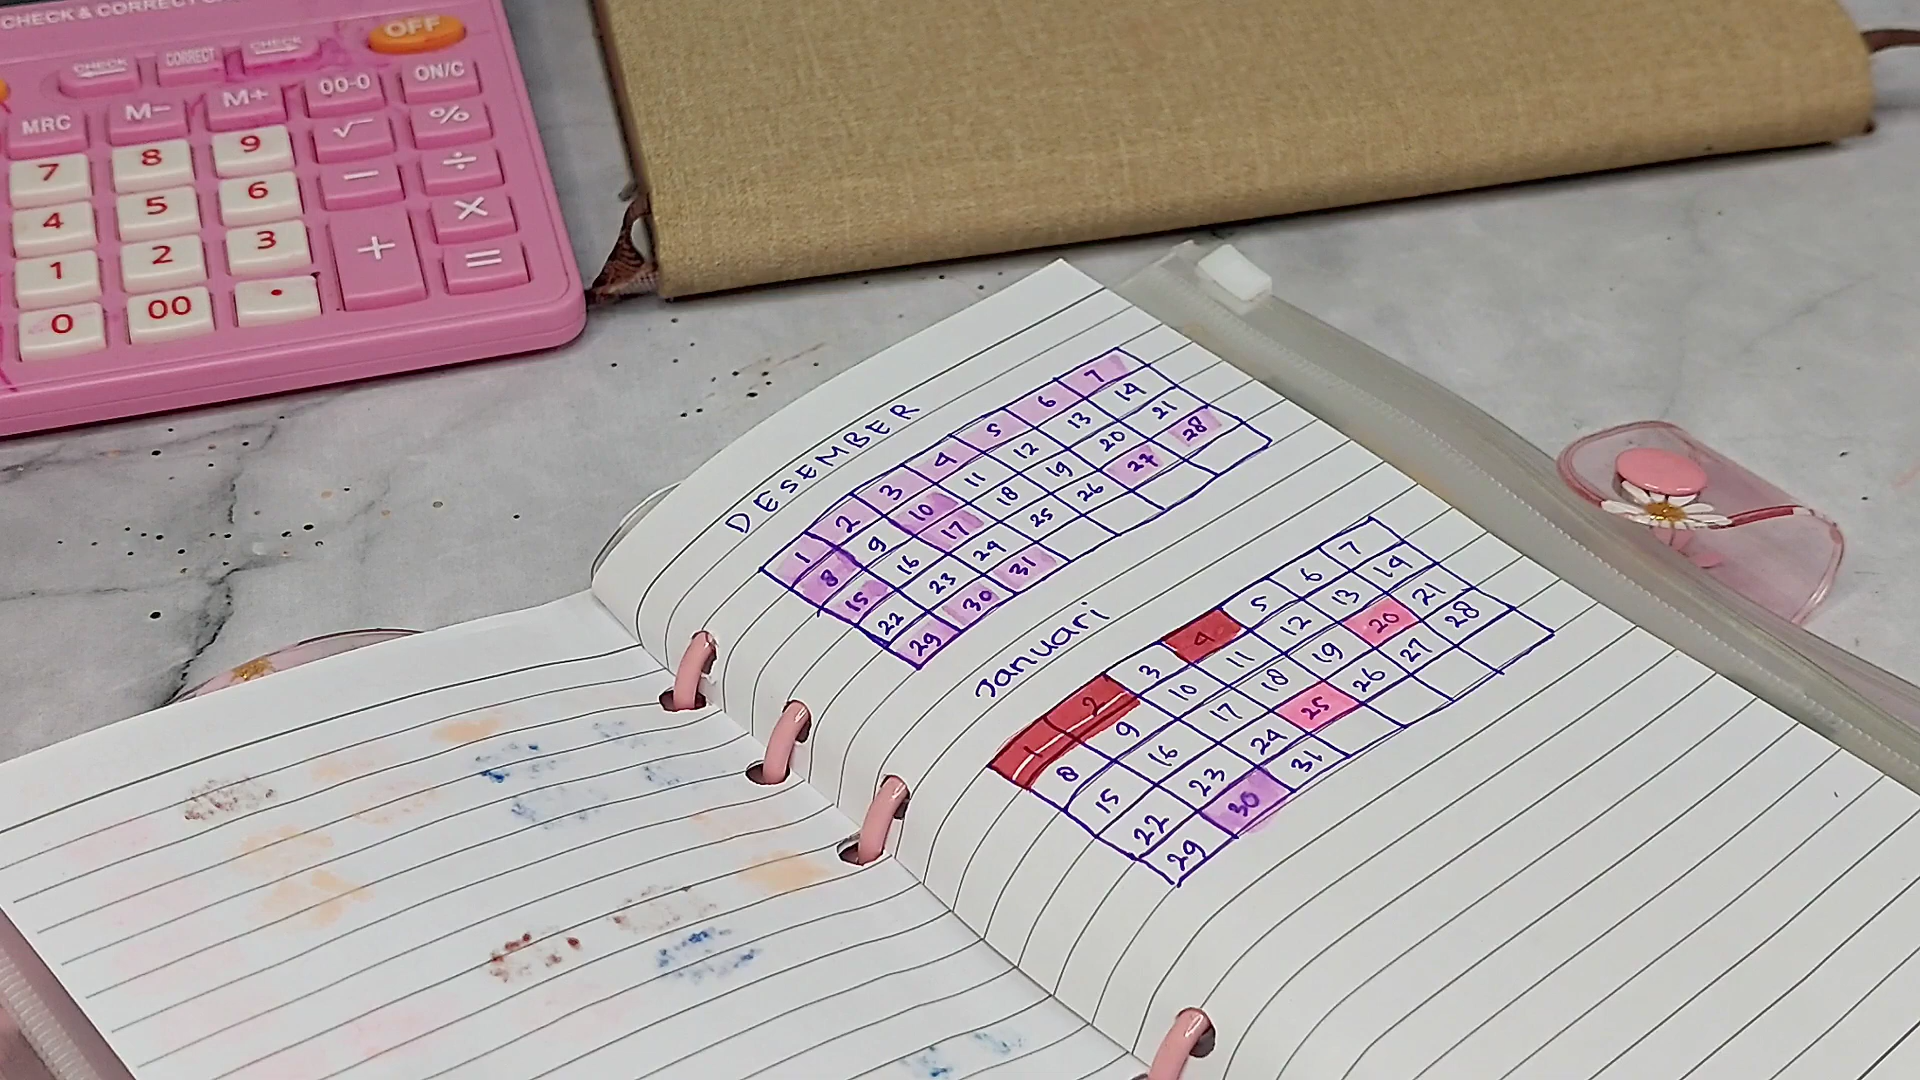 CHECK & CORRECT
OFF
CHECK CORRECT CHECK
MRC M- M+ 00-0 ON/C
7 8 9 √ %
4 5 6 − ÷
1 2 3 + ×
0 00 . =
DESEMBER
1 2 3 4 5 6 7
8 9 10 11 12 13 14
15 16 17 18 19 20 21
22 23 24 25 26 27 28
29 30 31
Januari
1 2 3 4 5 6 7
8 9 10 11 12 13 14
15 16 17 18 19 20 21
22 23 24 25 26 27 28
29 30 31